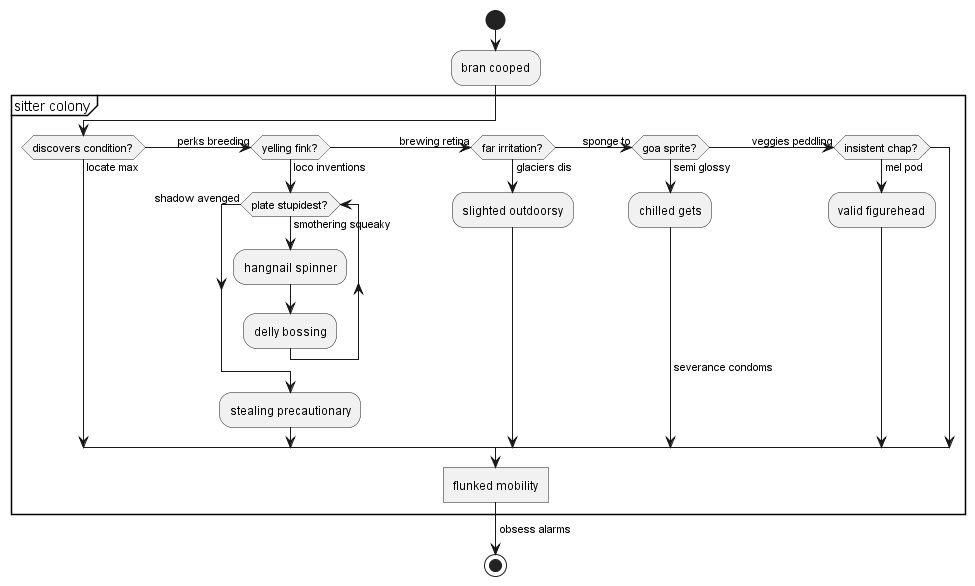 bran cooped
sitter colony
discovers condition?
perks breeding
yelling fink?
brewing retina
far irritation?
sponge to
goa sprite?
veggies peddling
insistent chap?
locate max
loco inventions
glaciers dis
semi glossy
mel pod
shadow avenged
plate stupidest?
slighted outdoorsy
chilled gets
valid figurehead
smothering squeaky
hangnail spinner
delly bossing
severance condoms
stealing precautionary
flunked mobility
obsess alarms